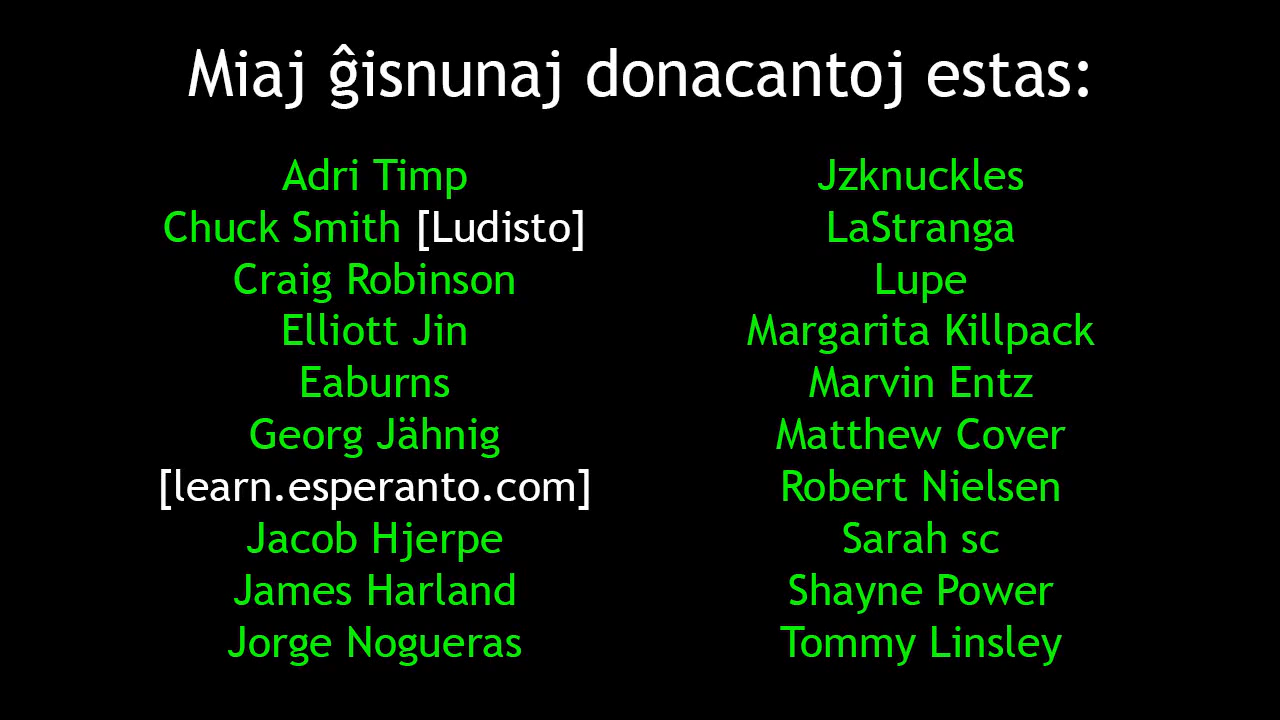 Miaj ĝisnunaj donacantoj estas:
Adri Timp
Chuck Smith [Ludisto]
Craig Robinson
Elliott Jin
Eaburns
Georg Jähnig
[learn.esperanto.com]
Jacob Hjerpe
James Harland
Jorge Nogueras
Jzknuckles
LaStranga
Lupe
Margarita Killpack
Marvin Entz
Matthew Cover
Robert Nielsen
Sarah sc
Shayne Power
Tommy Linsley